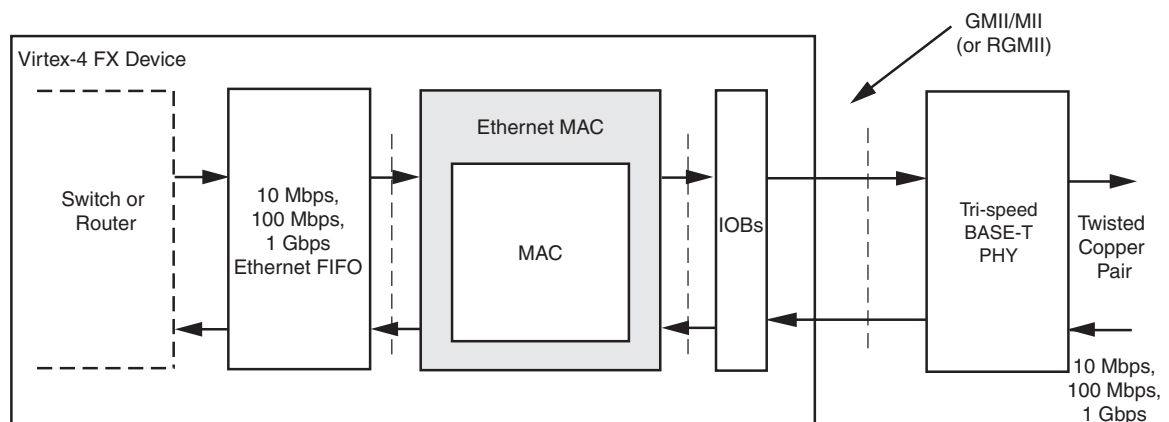 GMII/MII
(or RGMII)
Virtex-4 FX Device
Switch or
Router
10 Mbps,
100 Mbps,
1 Gbps
Ethernet FIFO
Ethernet MAC
MAC
IOBs
Tri-speed
BASE-T
PHY
Twisted
Copper
Pair
10 Mbps,
100 Mbps,
1 Gbps